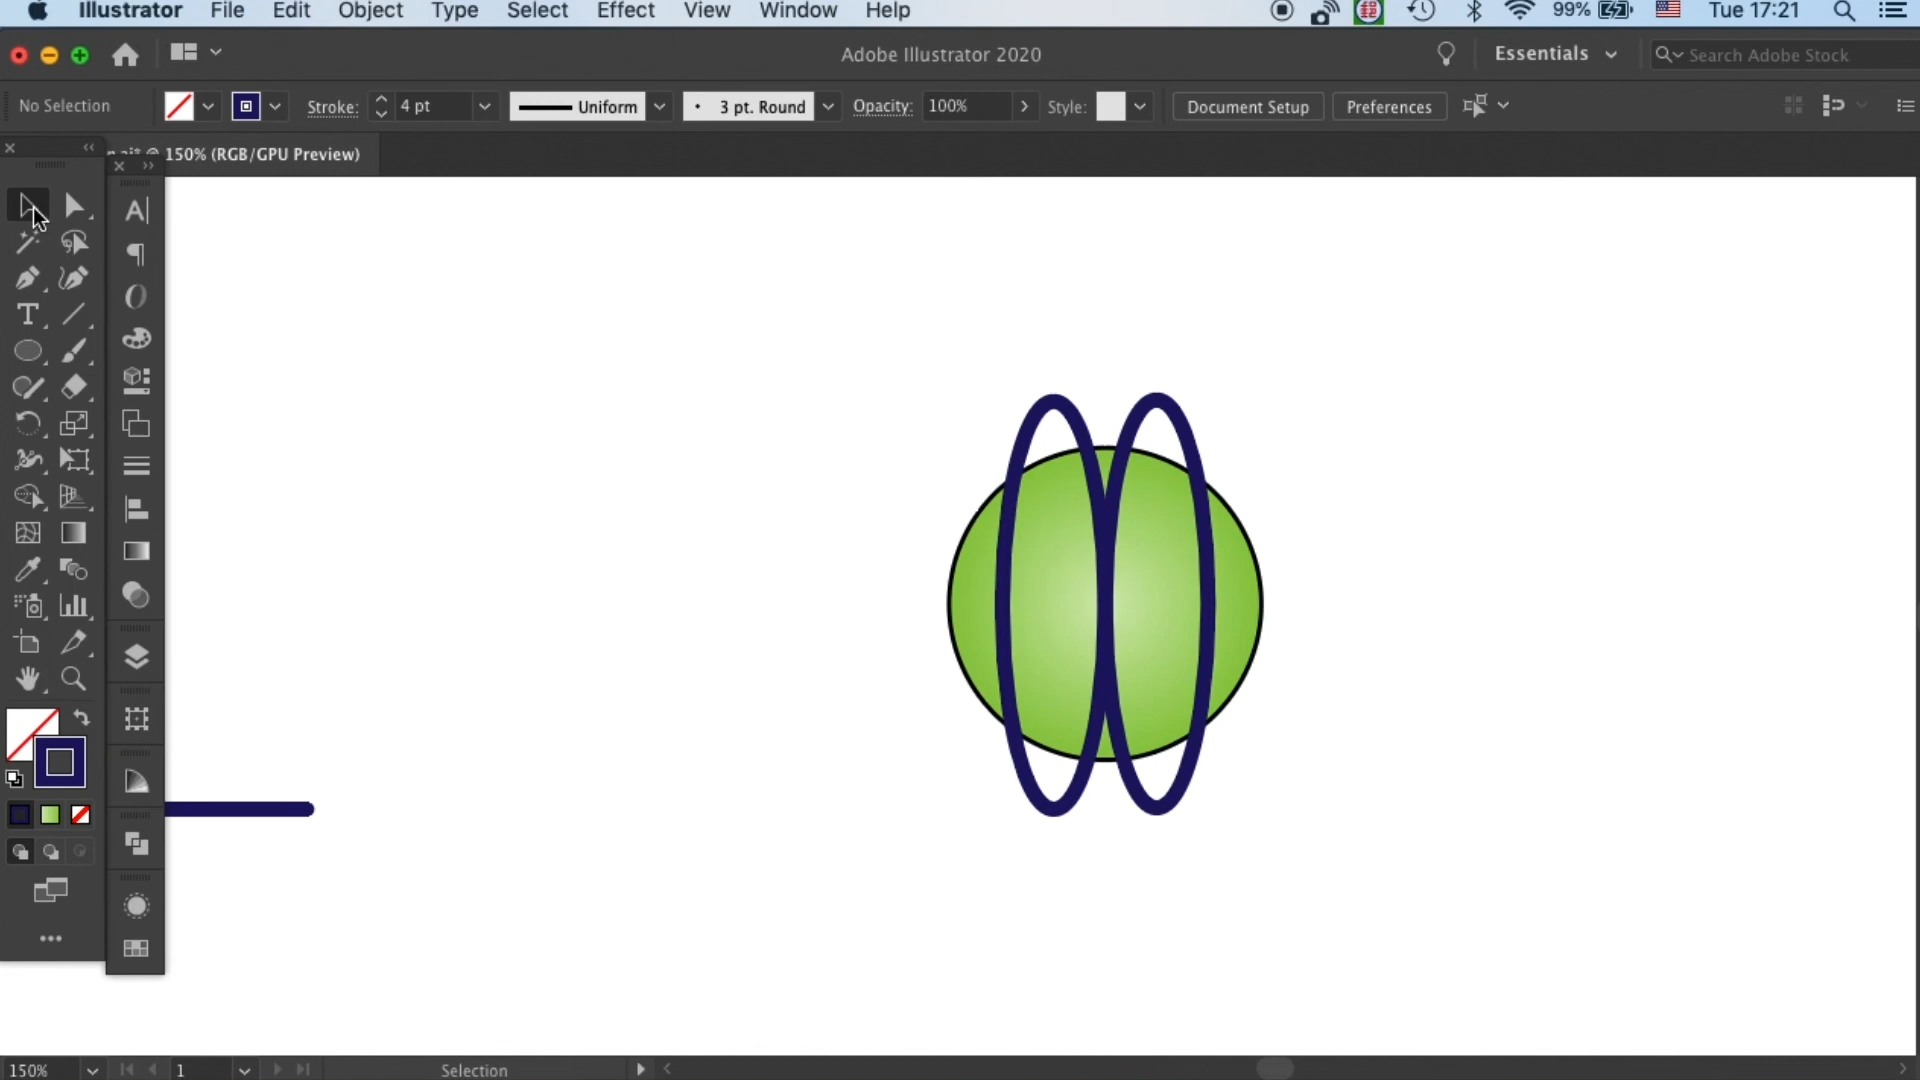 Illustrator File Edit Object Type Select Effect View Window Help 99% Tue 17:21
Adobe Illustrator 2020 Essentials Search Adobe Stock
No Selection Stroke: 4 pt Uniform 3 pt. Round Opacity: 100% Style: Document Setup Preferences
@ 150% (RGB/GPU Preview)
150% 1 Selection